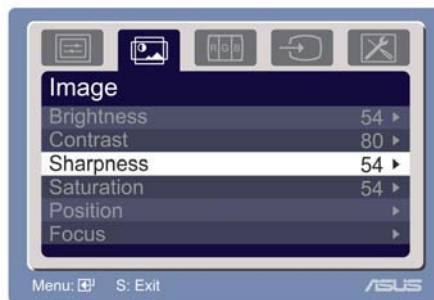 R G B
Image
Brightness 54
Contrast 80
Sharpness 54
Saturation 54
Position
Focus
Menu: S: Exit
ASUS